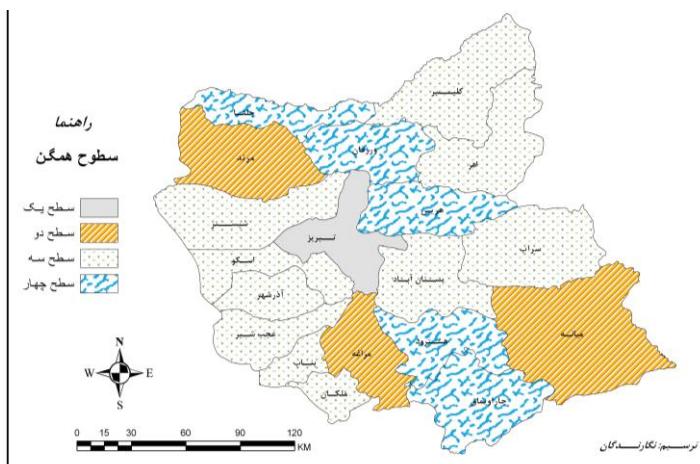 راهنما
سطوح همگن
سطح یک
سطح دو
سطح سه
سطح چهار
کلیبر
جلفا
ورزقان
اهر
مرند
هریس
شبستر
تبریز
سراب
اسکو
بستان آباد
آذرشهر
عجب شیر
هشترود
میانه
مراغه
بناب
ملکان
چاراویماق
N
W E
S
0 15 30 60 90 120
KM
ترسیم: نگارندگان